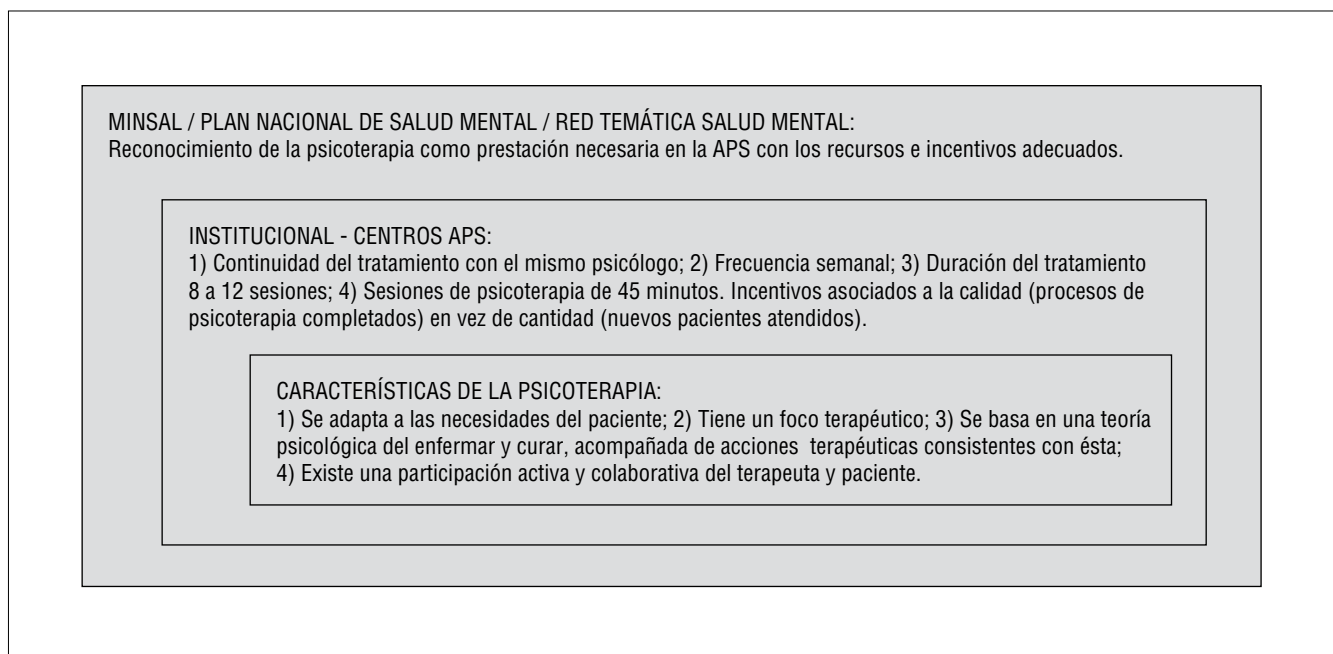 MINSAL / PLAN NACIONAL DE SALUD MENTAL / RED TEMÁTICA SALUD MENTAL:
Reconocimiento de la psicoterapia como prestación necesaria en la APS con los recursos e incentivos adecuados.
INSTITUCIONAL - CENTROS APS:
1) Continuidad del tratamiento con el mismo psicólogo; 2) Frecuencia semanal; 3) Duración del tratamiento
8 a 12 sesiones; 4) Sesiones de psicoterapia de 45 minutos. Incentivos asociados a la calidad (procesos de
psicoterapia completados) en vez de cantidad (nuevos pacientes atendidos).
CARACTERÍSTICAS DE LA PSICOTERAPIA:
1) Se adapta a las necesidades del paciente; 2) Tiene un foco terapéutico; 3) Se basa en una teoría
psicológica del enfermar y curar, acompañada de acciones terapéuticas consistentes con ésta;
4) Existe una participación activa y colaborativa del terapeuta y paciente.